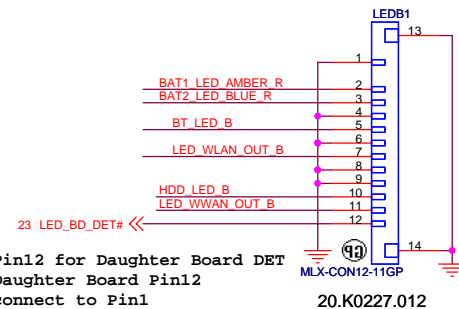 LEDB1
13
1
BAT1_LED_AMBER_R 2
BAT2_LED_BLUE_R 3
4
BT_LED_B 5
6
LED_WLAN_OUT_B 7
8
9
HDD_LED_B 10
LED_WWAN_OUT_B 11
23 LED_BD_DET# 12
14
Pin12 for Daughter Board DET
Daughter Board Pin12
connect to Pin1
MLX-CON12-11GP
20.K0227.012